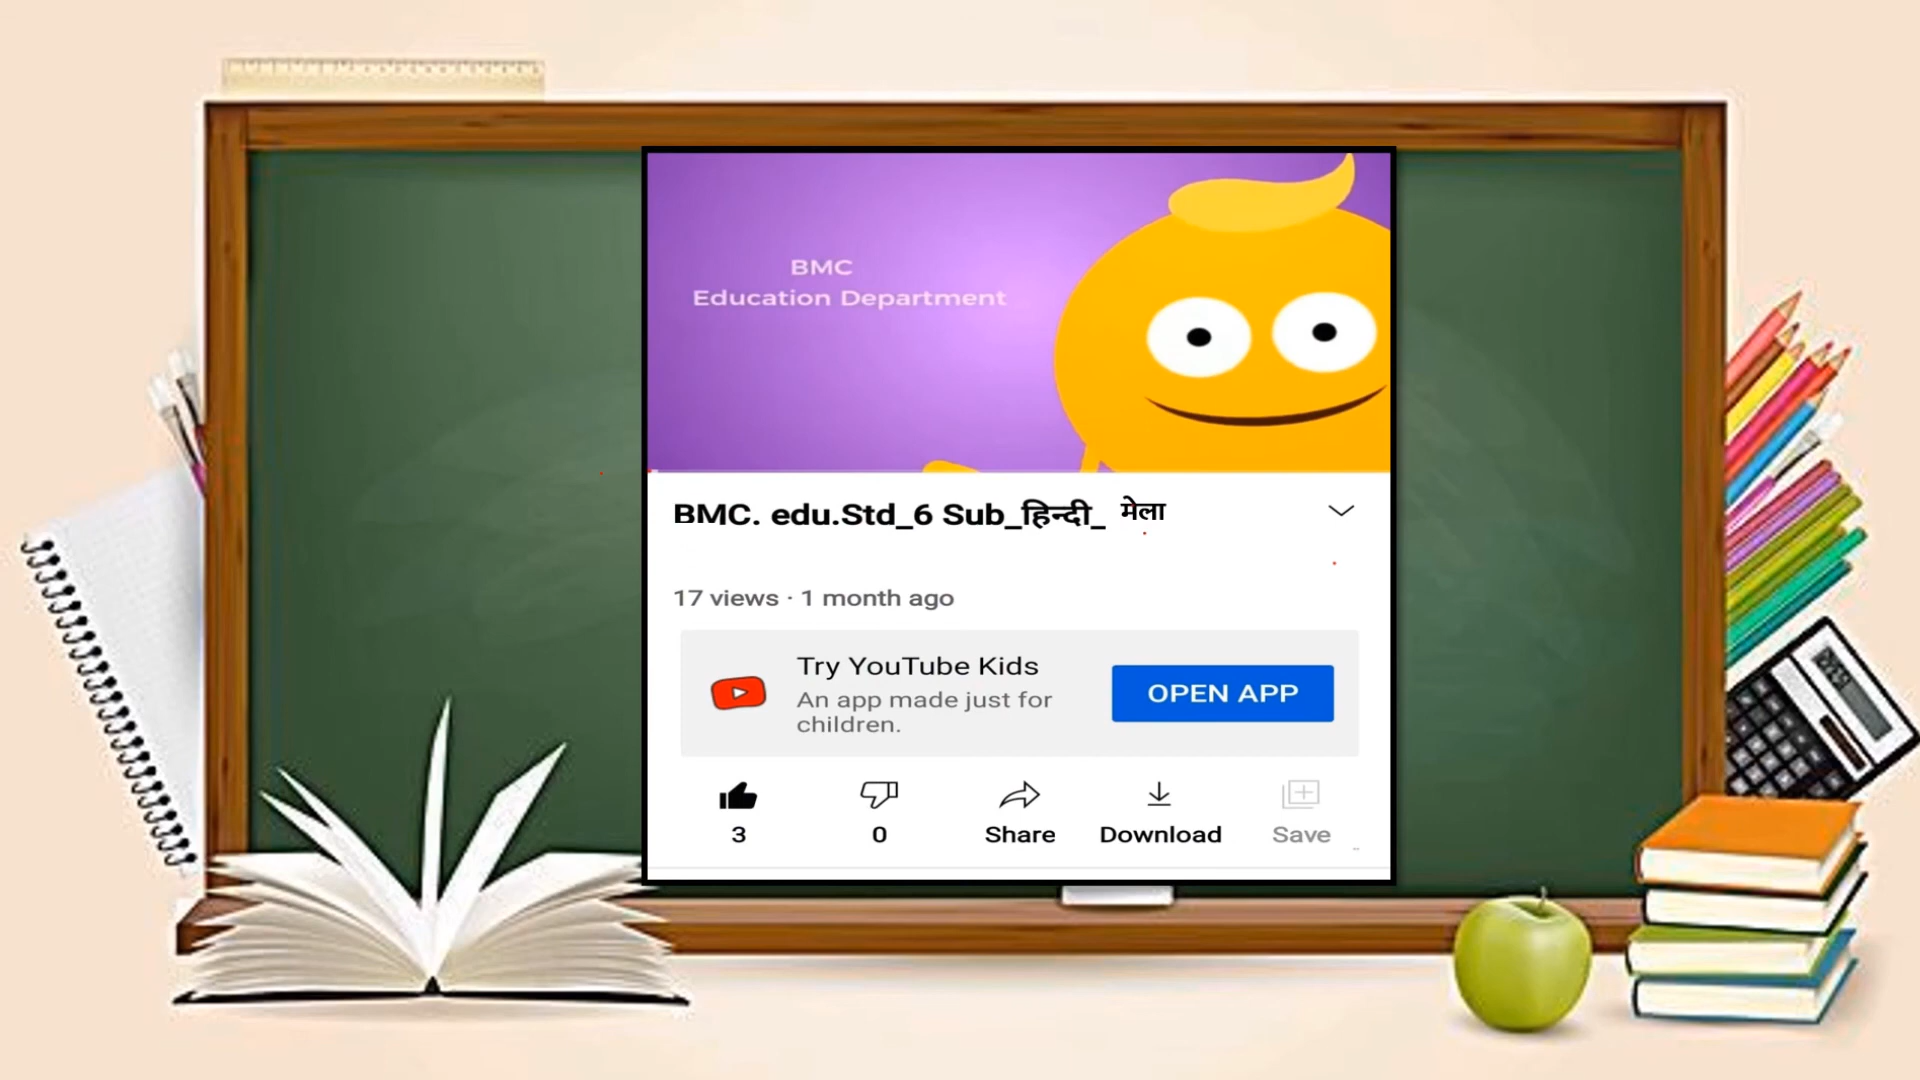 BMC
Education Department
BMC. edu.Std_6 Sub_हिन्दी_ मेला
17 views · 1 month ago
Try YouTube Kids
An app made just for
children.
OPEN APP
3
0
Share
Download
Save